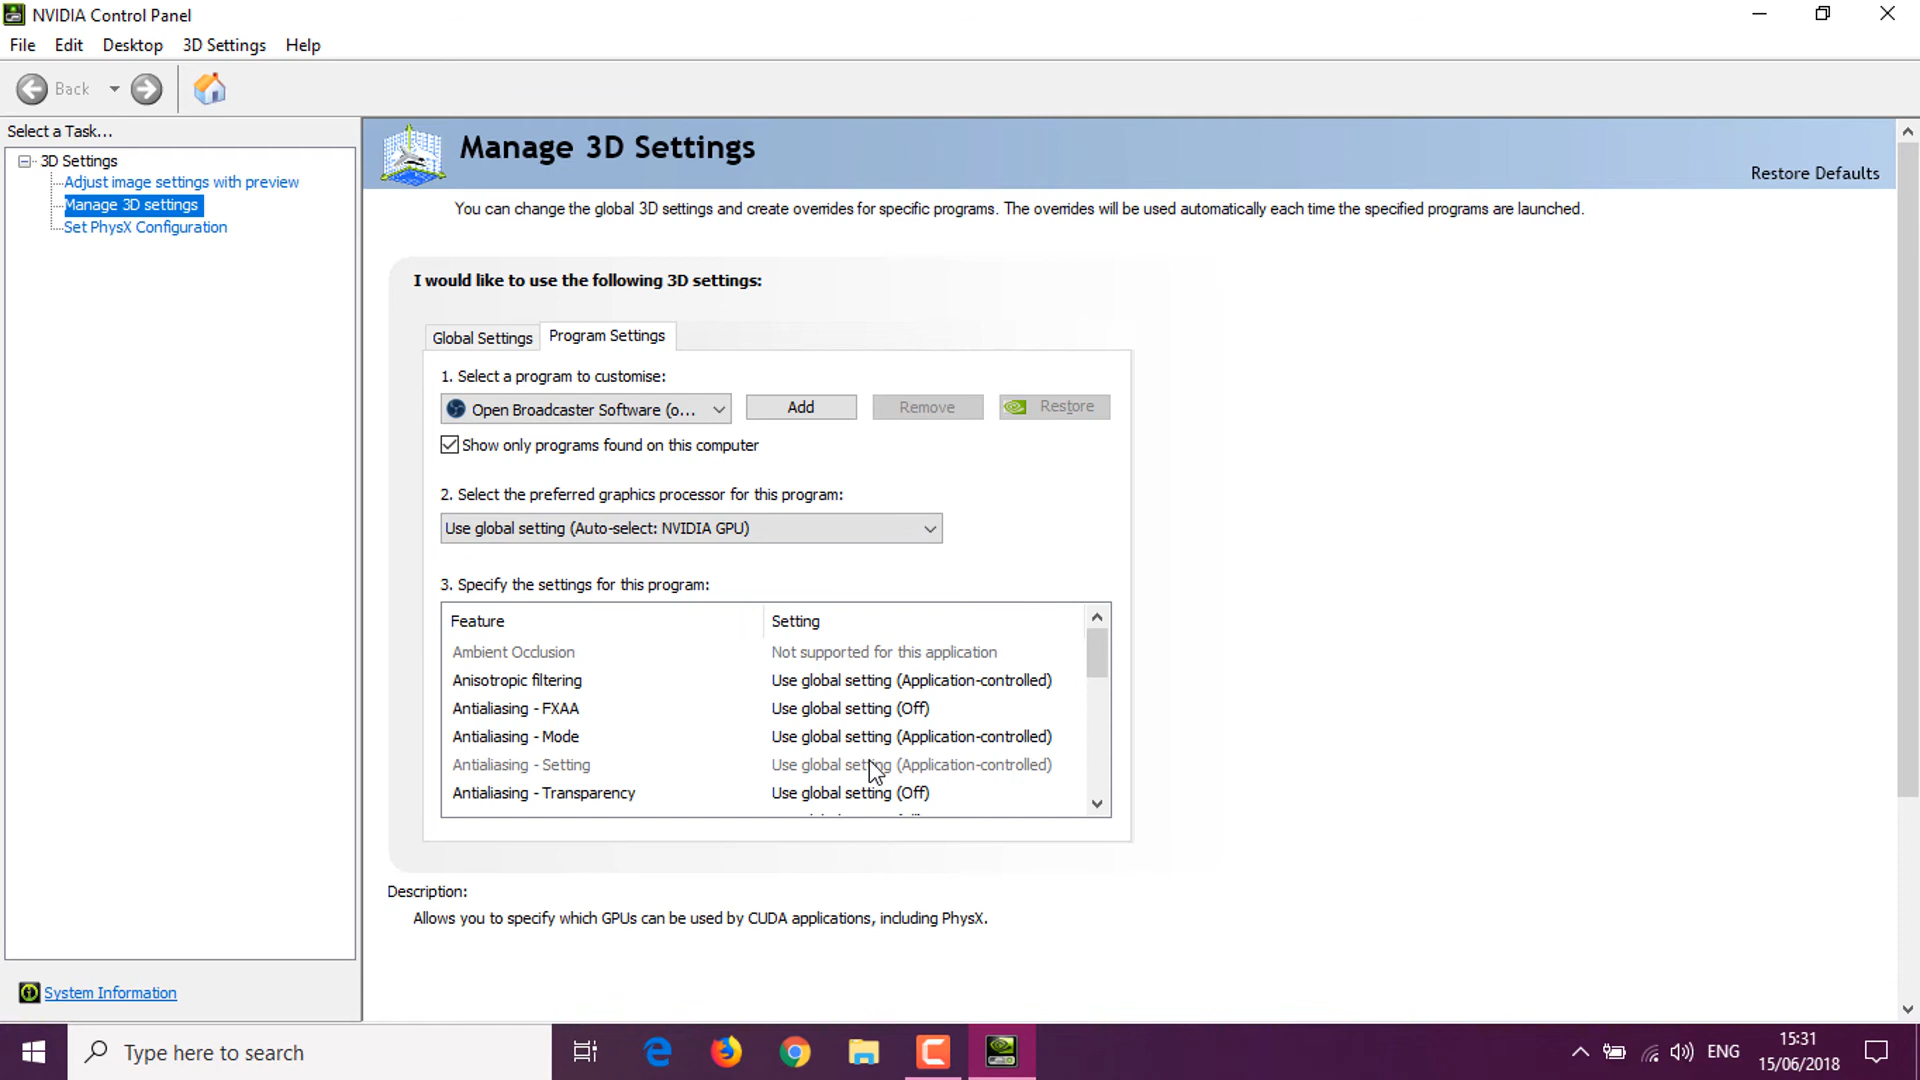 NVIDIA Control Panel
File Edit Desktop 3D Settings Help
Back
Select a Task...
3D Settings
Adjust image settings with preview
Manage 3D settings
Set PhysX Configuration
System Information
Manage 3D Settings
Restore Defaults
You can change the global 3D settings and create overrides for specific programs. The overrides will be used automatically each time the specified programs are launched.
I would like to use the following 3D settings:
Global Settings Program Settings
1. Select a program to customise:
Open Broadcaster Software (o... Add Remove Restore
Show only programs found on this computer
2. Select the preferred graphics processor for this program:
Use global setting (Auto-select: NVIDIA GPU)
3. Specify the settings for this program:
Feature Setting
Ambient Occlusion Not supported for this application
Anisotropic filtering Use global setting (Application-controlled)
Antialiasing - FXAA Use global setting (Off)
Antialiasing - Mode Use global setting (Application-controlled)
Antialiasing - Setting Use global setting (Application-controlled)
Antialiasing - Transparency Use global setting (Off)
Description:
Allows you to specify which GPUs can be used by CUDA applications, including PhysX.
Type here to search
ENG
15:31
15/06/2018